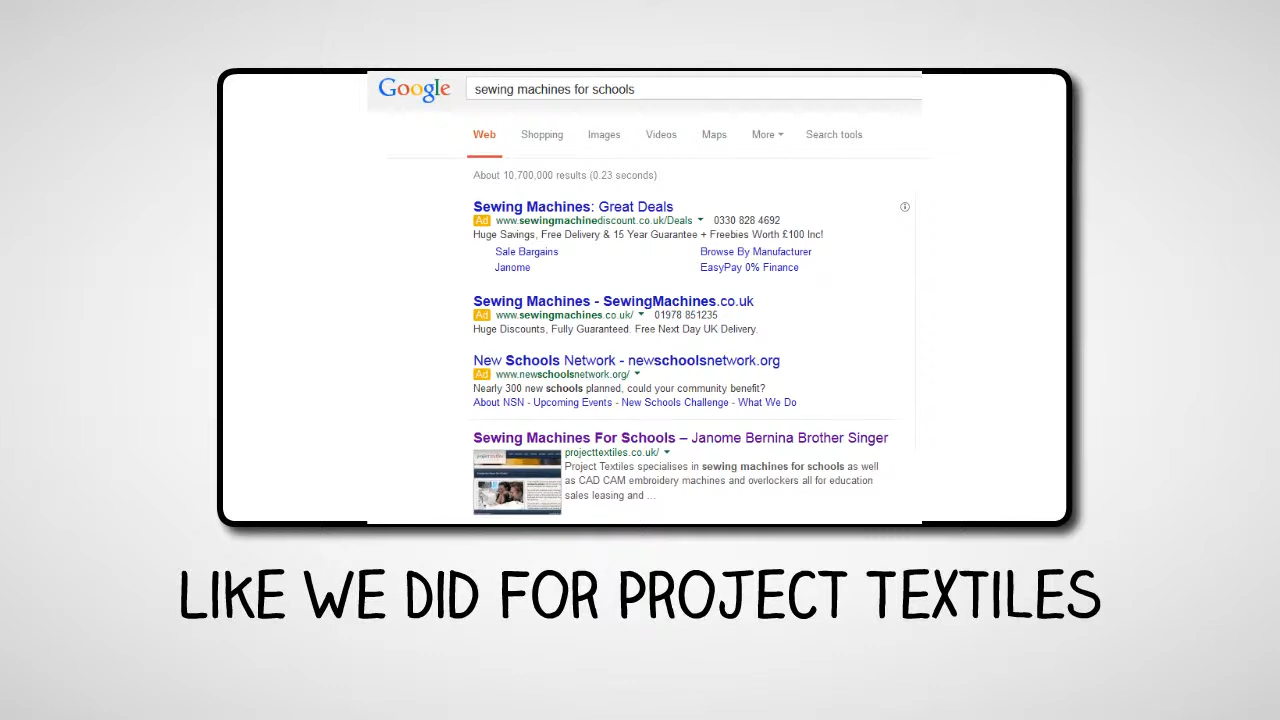 Google
sewing machines for schools
Web Shopping Images Videos Maps More Search tools
About 10,700,000 results (0.23 seconds)
Sewing Machines: Great Deals
Ad www.sewingmachinediscount.co.uk/Deals 0330 828 4692
Huge Savings, Free Delivery & 15 Year Guarantee + Freebies Worth £100 Inc!
Sale Bargains Browse By Manufacturer
Janome EasyPay 0% Finance
Sewing Machines - SewingMachines.co.uk
Ad www.sewingmachines.co.uk/ 01978 851235
Huge Discounts, Fully Guaranteed. Free Next Day UK Delivery.
New Schools Network - newschoolsnetwork.org
Ad www.newschoolsnetwork.org/
Nearly 300 new schools planned, could your community benefit?
About NSN - Upcoming Events - New Schools Challenge - What We Do
Sewing Machines For Schools – Janome Bernina Brother Singer
projecttextiles.co.uk/
Project Textiles specialises in sewing machines for schools as well
as CAD CAM embroidery machines and overlockers all for education
sales leasing and ...
LIKE WE DID FOR PROJECT TEXTILES